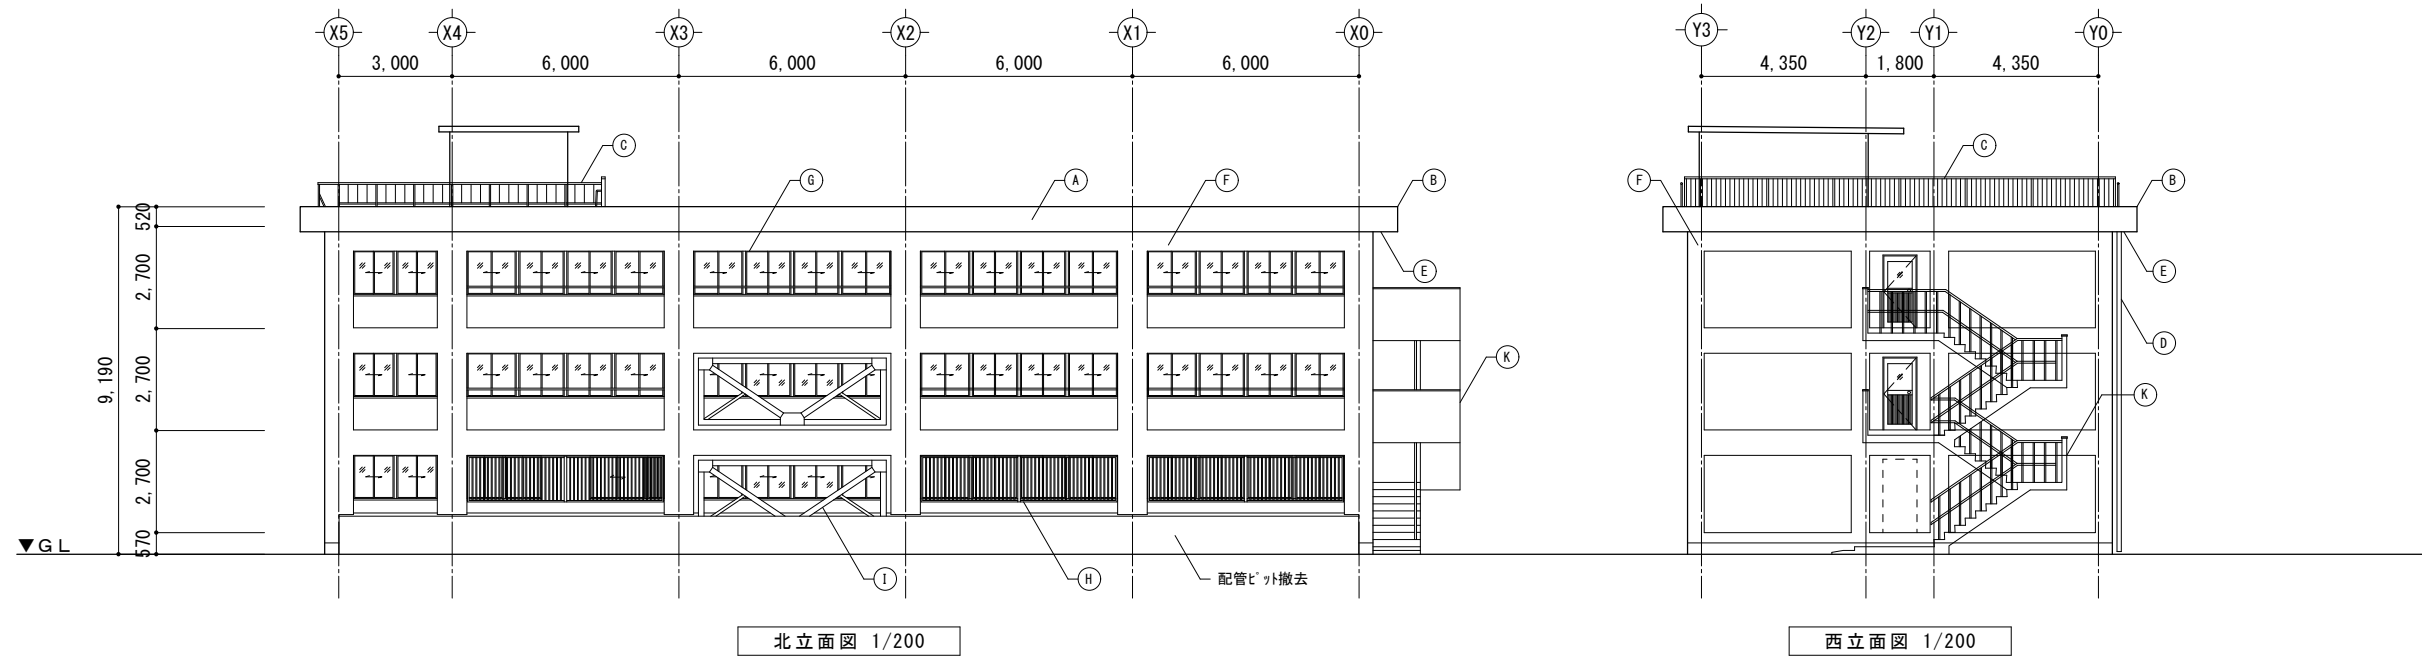 X5 X4 X3 X2 X1 X0
3,000 6,000 6,000 6,000 6,000
C
G A F B
E
K
9,190
520
2,700
2,700
2,700
570
▼GL
I H 配管ﾋﾟｯﾄ撤去
北立面図 1/200
Y3 Y2 Y1 Y0
4,350 1,800 4,350
C
F B
E
D
K
西立面図 1/200